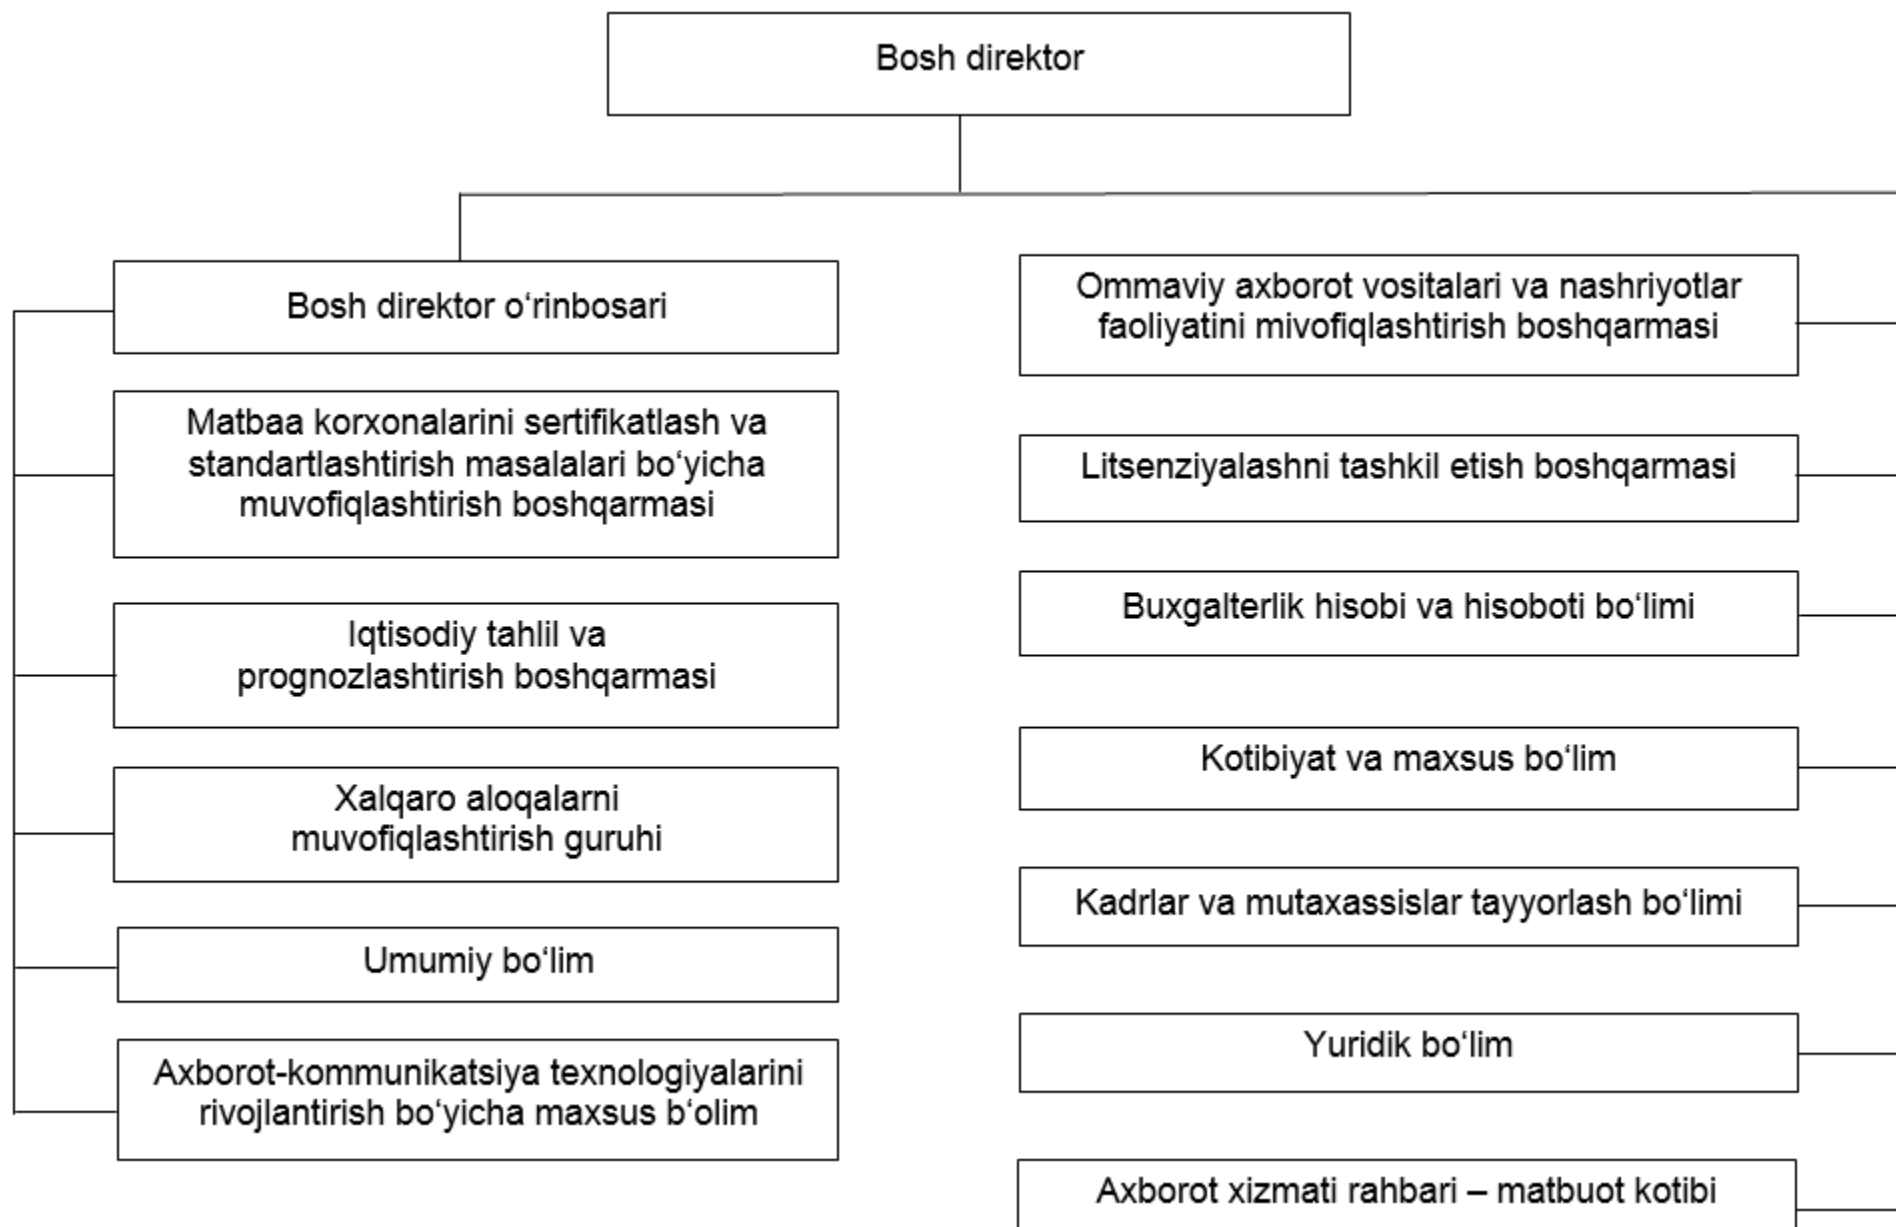 Bosh direktor
Bosh direktor o‘rinbosari
Matbaa korxonalarini sertifikatlash va
standartlashtirish masalalari bo‘yicha
muvofiqlashtirish boshqarmasi
Iqtisodiy tahlil va
prognozlashtirish boshqarmasi
Xalqaro aloqalarni
muvofiqlashtirish guruhi
Umumiy bo‘lim
Axborot-kommunikatsiya texnologiyalarini
rivojlantirish bo‘yicha maxsus b‘olim
Ommaviy axborot vositalari va nashriyotlar
faoliyatini mivofiqlashtirish boshqarmasi
Litsenziyalashni tashkil etish boshqarmasi
Buxgalterlik hisobi va hisoboti bo‘limi
Kotibiyat va maxsus bo‘lim
Kadrlar va mutaxassislar tayyorlash bo‘limi
Yuridik bo‘lim
Axborot xizmati rahbari – matbuot kotibi